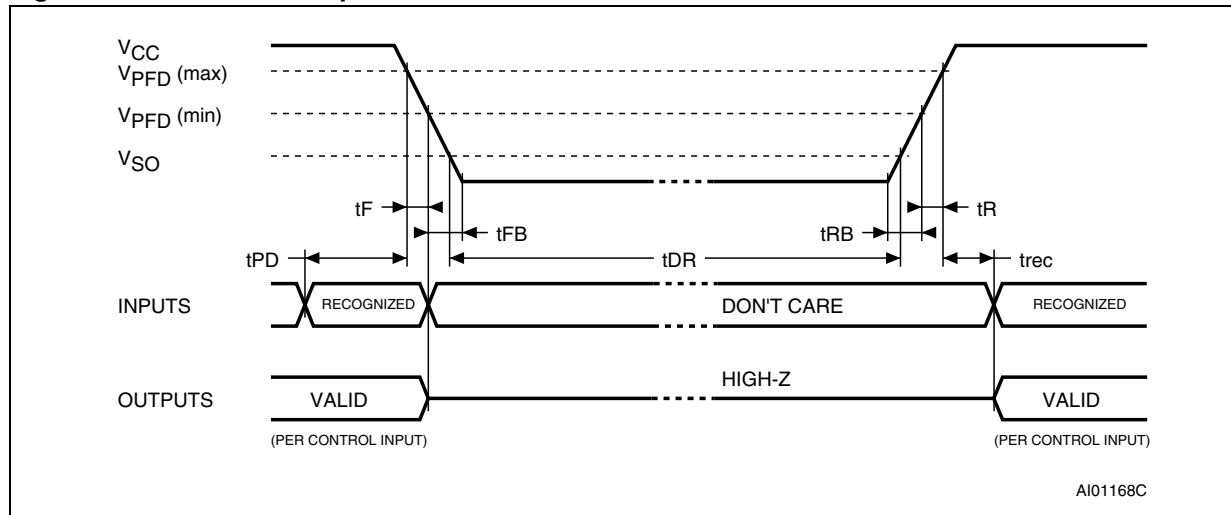 VCC
VPFD (max)
VPFD (min)
VSO
tF
tR
tFB
tRB
tPD
tDR
trec
INPUTS
RECOGNIZED
DON'T CARE
RECOGNIZED
HIGH-Z
OUTPUTS
VALID
VALID
(PER CONTROL INPUT)
(PER CONTROL INPUT)
AI01168C